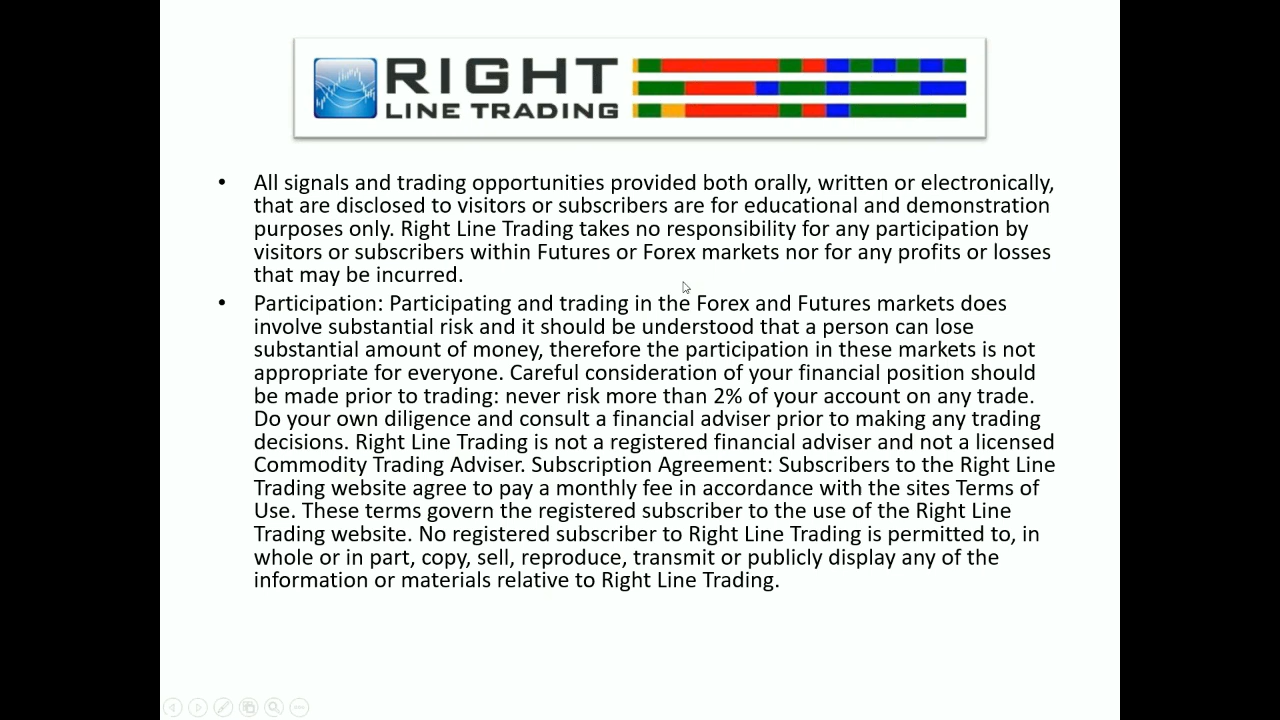 RIGHT
LINE TRADING
• All signals and trading opportunities provided both orally, written or electronically,
that are disclosed to visitors or subscribers are for educational and demonstration
purposes only. Right Line Trading takes no responsibility for any participation by
visitors or subscribers within Futures or Forex markets nor for any profits or losses
that may be incurred.
• Participation: Participating and trading in the Forex and Futures markets does
involve substantial risk and it should be understood that a person can lose
substantial amount of money, therefore the participation in these markets is not
appropriate for everyone. Careful consideration of your financial position should
be made prior to trading: never risk more than 2% of your account on any trade.
Do your own diligence and consult a financial adviser prior to making any trading
decisions. Right Line Trading is not a registered financial adviser and not a licensed
Commodity Trading Adviser. Subscription Agreement: Subscribers to the Right Line
Trading website agree to pay a monthly fee in accordance with the sites Terms of
Use. These terms govern the registered subscriber to the use of the Right Line
Trading website. No registered subscriber to Right Line Trading is permitted to, in
whole or in part, copy, sell, reproduce, transmit or publicly display any of the
information or materials relative to Right Line Trading.